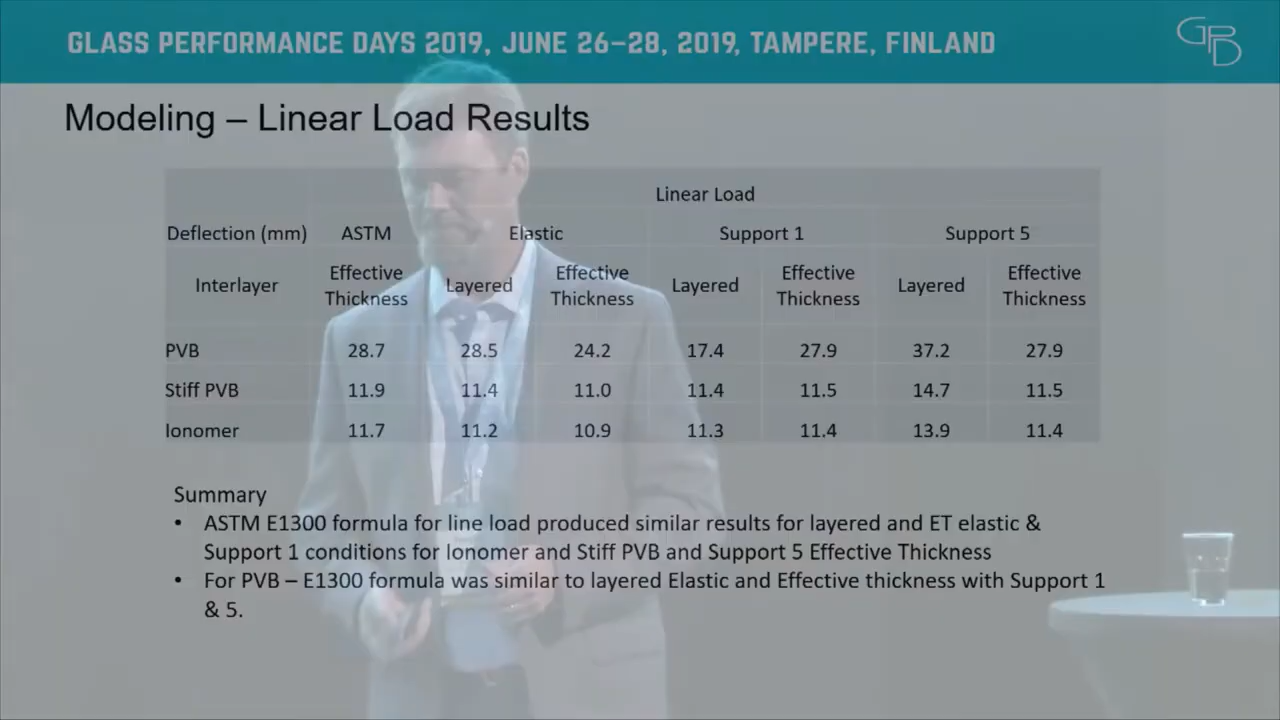 GLASS PERFORMANCE DAYS 2019, JUNE 26–28, 2019, TAMPERE, FINLAND
GPD
Modeling – Linear Load Results
Linear Load
Deflection (mm) ASTM Elastic Support 1 Support 5
Interlayer Effective Thickness Layered Effective Thickness Layered Effective Thickness Layered Effective Thickness
PVB 28.7 28.5 24.2 17.4 27.9 37.2 27.9
Stiff PVB 11.9 11.4 11.0 11.4 11.5 14.7 11.5
Ionomer 11.7 11.2 10.9 11.3 11.4 13.9 11.4
Summary
• ASTM E1300 formula for line load produced similar results for layered and ET elastic &
Support 1 conditions for Ionomer and Stiff PVB and Support 5 Effective Thickness
• For PVB – E1300 formula was similar to layered Elastic and Effective thickness with Support 1
& 5.